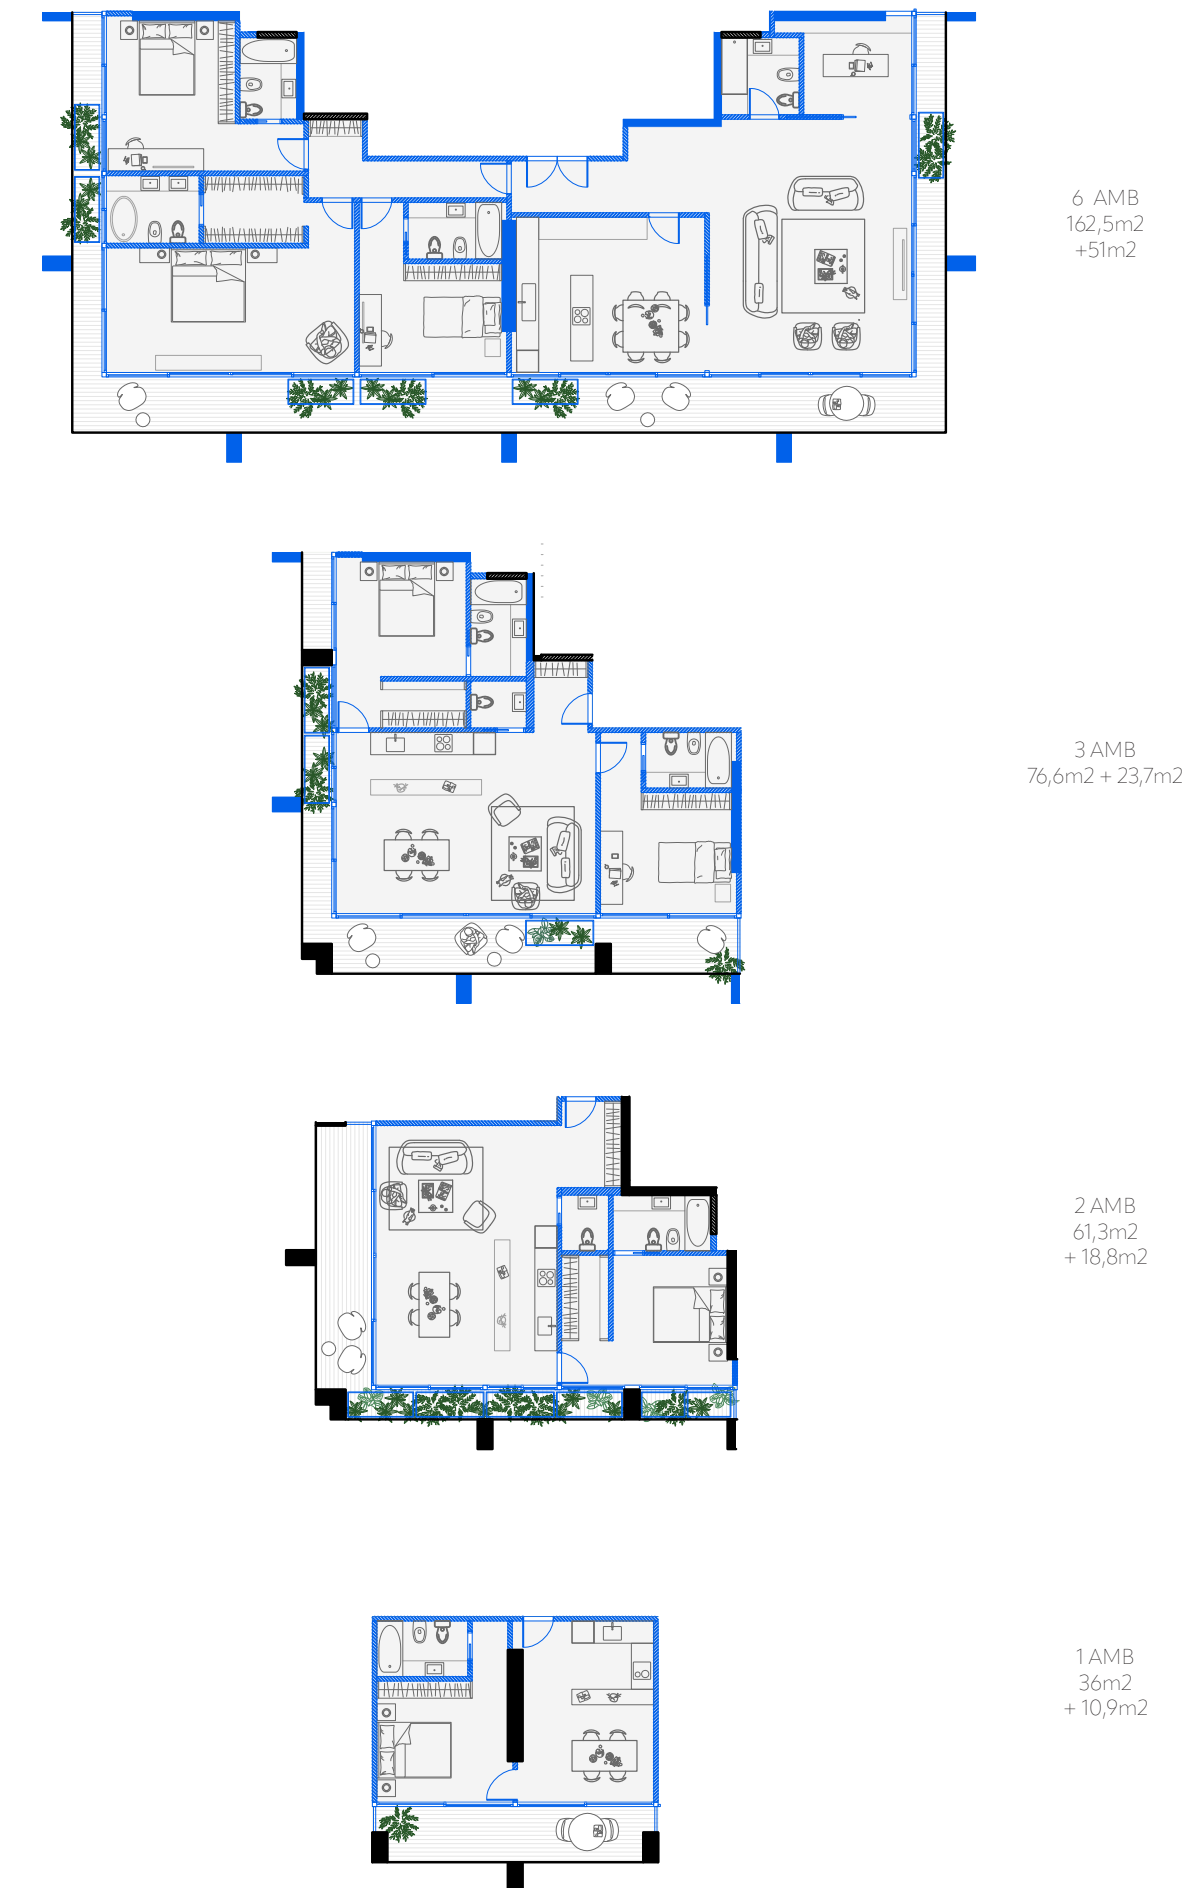 6 AMB
162,5m2
+51m2
3 AMB
76,6m2 + 23,7m2
2 AMB
61,3m2
+ 18,8m2
1 AMB
36m2
+ 10,9m2